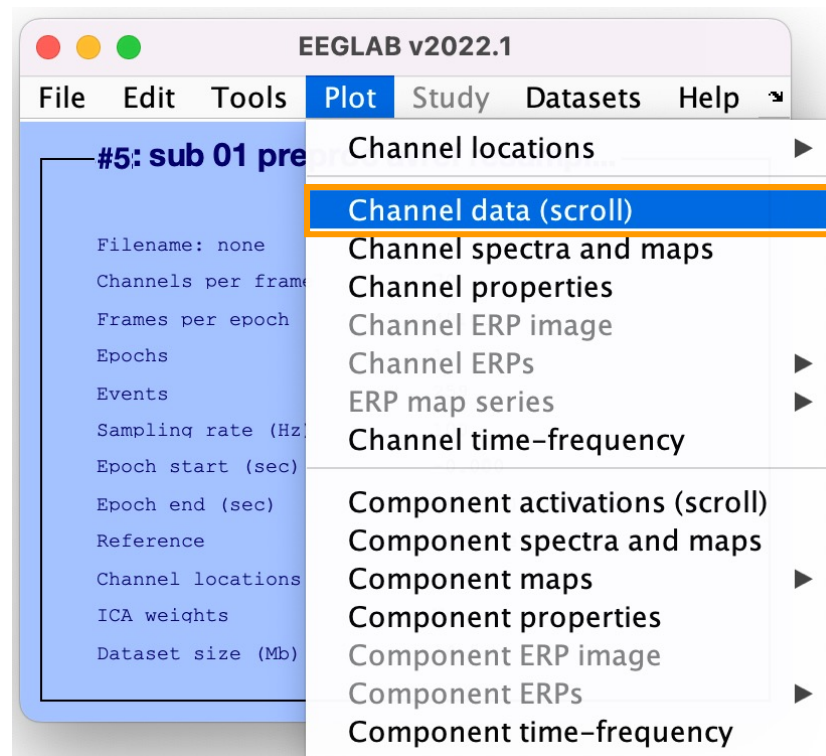 EEGLAB v2022.1
File Edit Tools Plot Study Datasets Help
#5: sub 01 pre
Filename: none
Channels per frame
Frames per epoch
Epochs
Events
Sampling rate (Hz)
Epoch start (sec)
Epoch end (sec)
Reference
Channel locations
ICA weights
Dataset size (Mb)
Channel locations
Channel data (scroll)
Channel spectra and maps
Channel properties
Channel ERP image
Channel ERPs
ERP map series
Channel time-frequency
Component activations (scroll)
Component spectra and maps
Component maps
Component properties
Component ERP image
Component ERPs
Component time-frequency